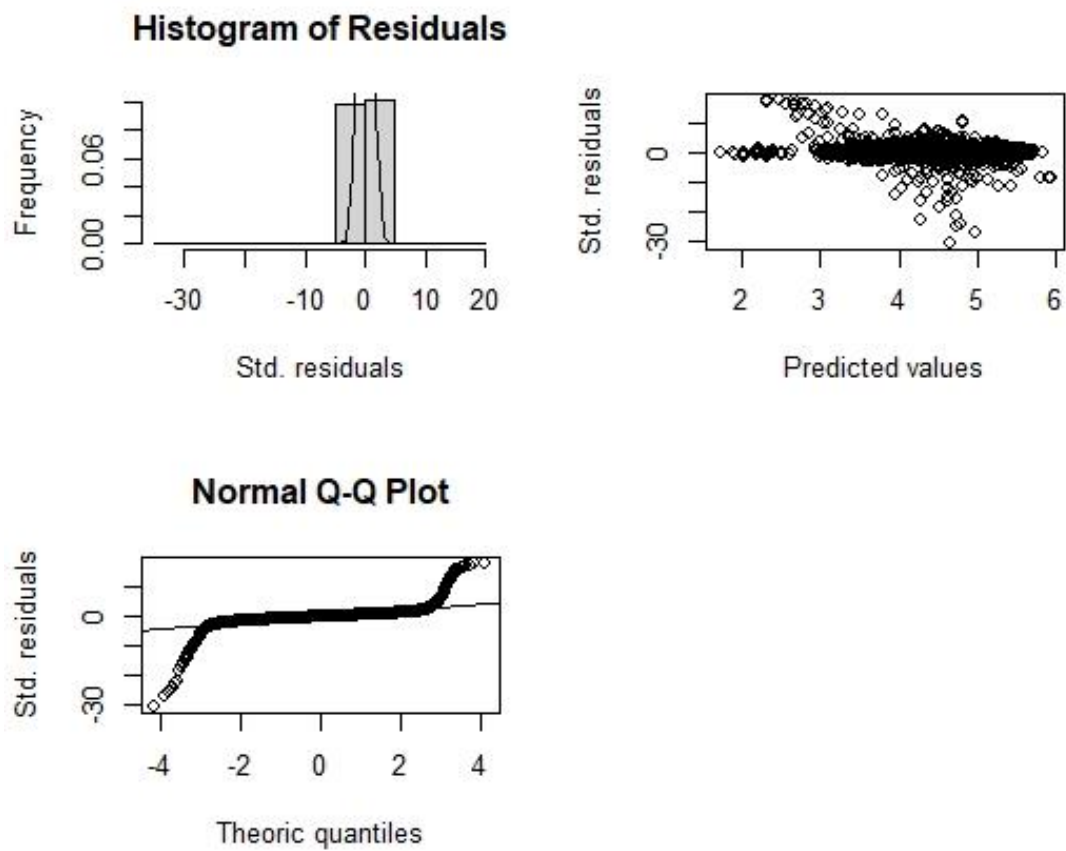 Histogram of Residuals
Frequency
0.06
0.00
-30 -10 0 10 20
Std. residuals
Std. residuals
0
-30
2 3 4 5 6
Predicted values
Normal Q-Q Plot
Std. residuals
0
-30
-4 -2 0 2 4
Theoric quantiles